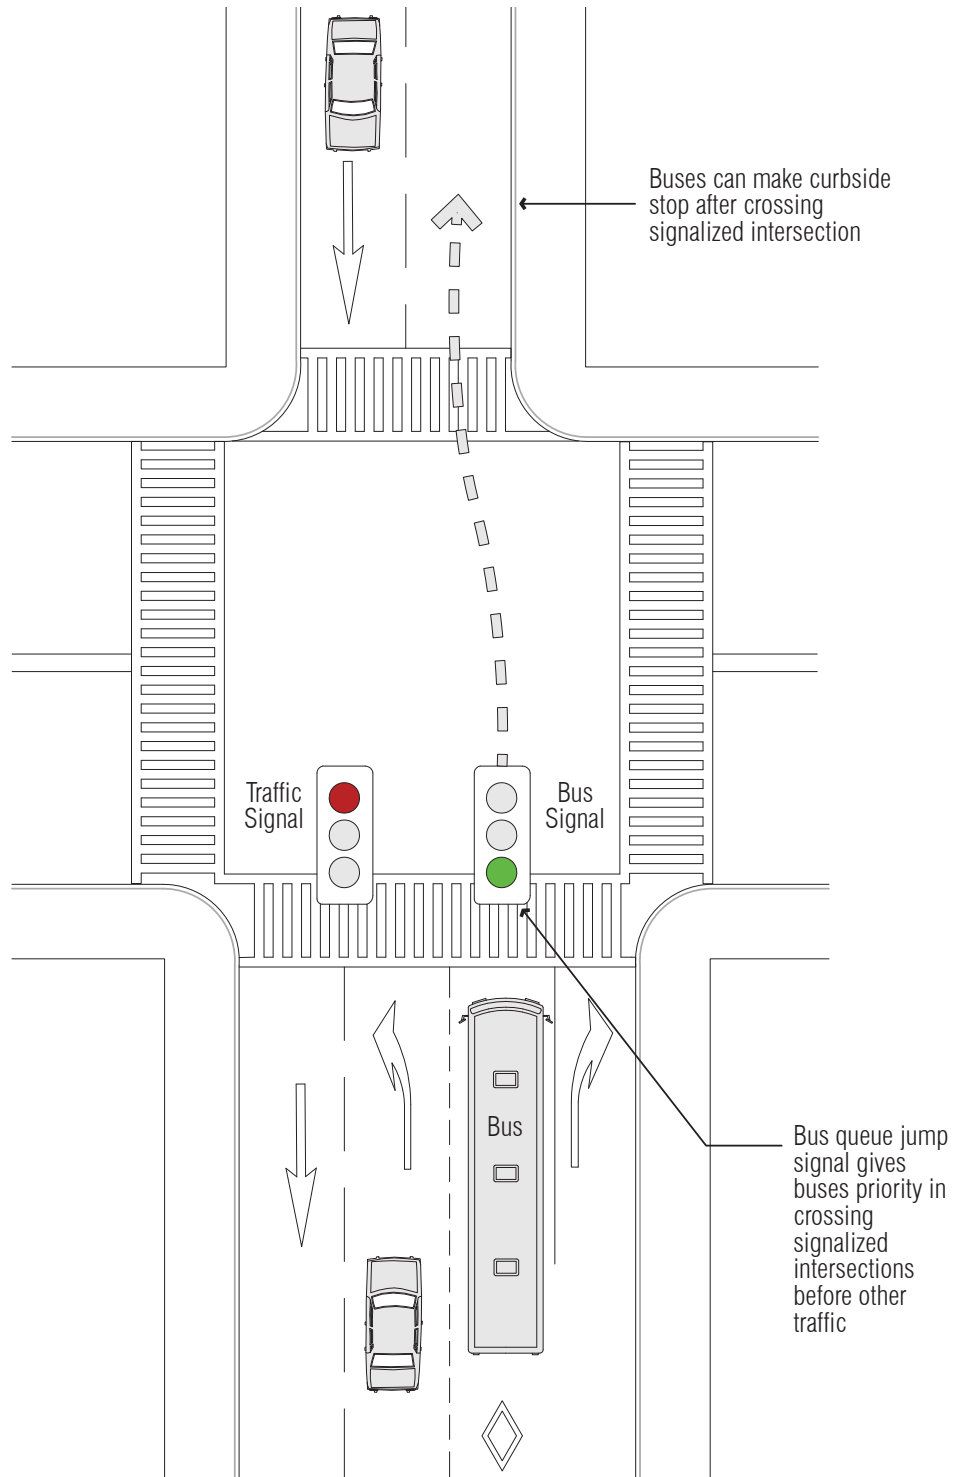 Buses can make curbside
stop after crossing
signalized intersection
Traffic
Signal
Bus
Signal
Bus
Bus queue jump
signal gives
buses priority in
crossing
signalized
intersections
before other
traffic